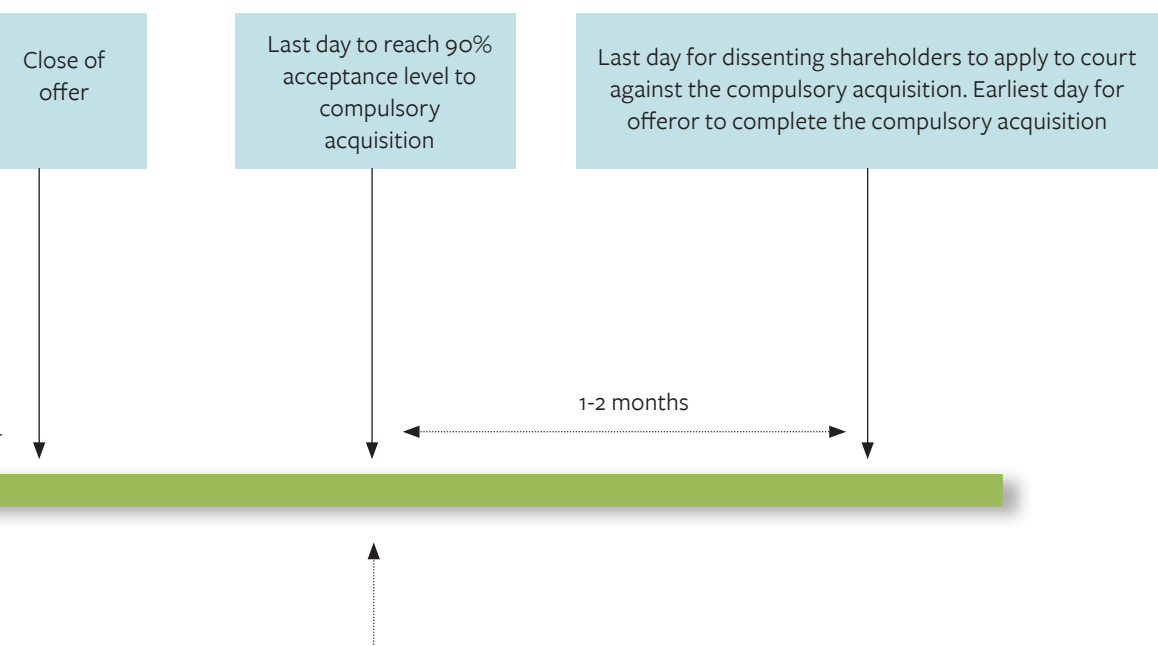 Close of
offer
Last day to reach 90%
acceptance level to
compulsory
acquisition
Last day for dissenting shareholders to apply to court
against the compulsory acquisition. Earliest day for
offeror to complete the compulsory acquisition
1-2 months